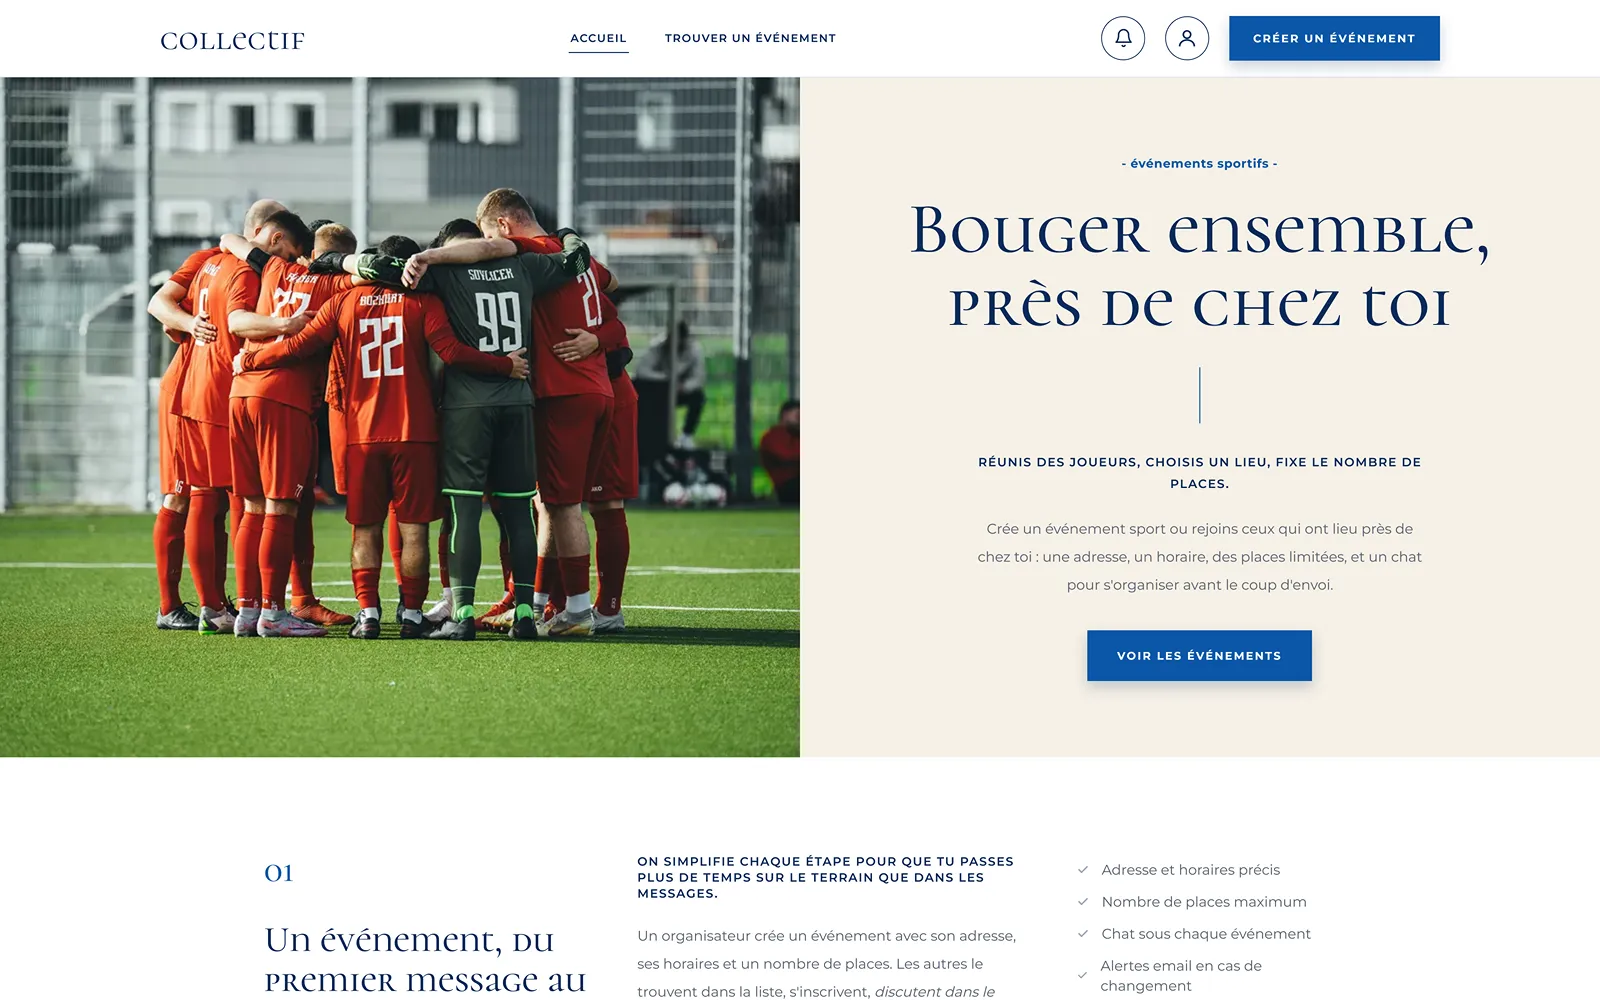 COLLECTIF
ACCUEIL
TROUVER UN ÉVÉNEMENT
CRÉER UN ÉVÉNEMENT
22
SOYLICEK
99
21
- événements sportifs -
Bouger ensemble,
près de chez toi
RÉUNIS DES JOUEURS, CHOISIS UN LIEU, FIXE LE NOMBRE DE
PLACES.
Crée un événement sport ou rejoins ceux qui ont lieu près de
chez toi : une adresse, un horaire, des places limitées, et un chat
pour s'organiser avant le coup d'envoi.
VOIR LES ÉVÉNEMENTS
01
Un événement, du
premier message au
ON SIMPLIFIE CHAQUE ÉTAPE POUR QUE TU PASSES
PLUS DE TEMPS SUR LE TERRAIN QUE DANS LES
MESSAGES.
Un organisateur crée un événement avec son adresse,
ses horaires et un nombre de places. Les autres le
trouvent dans la liste, s'inscrivent, discutent dans le
Adresse et horaires précis
Nombre de places maximum
Chat sous chaque événement
Alertes email en cas de
changement